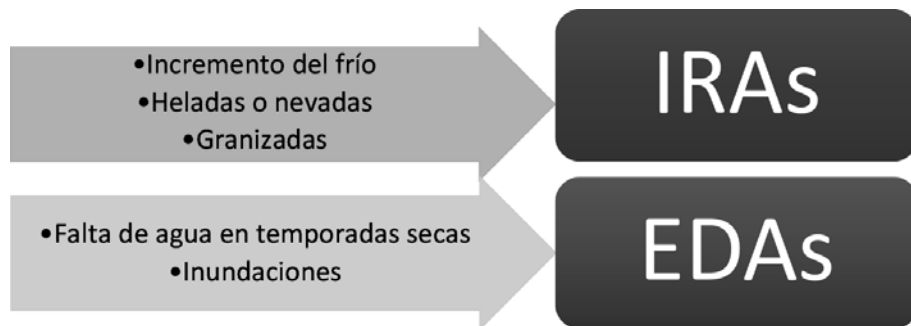 •Incremento del frío
•Heladas o nevadas
•Granizadas
IRAs
•Falta de agua en temporadas secas
•Inundaciones
EDAs